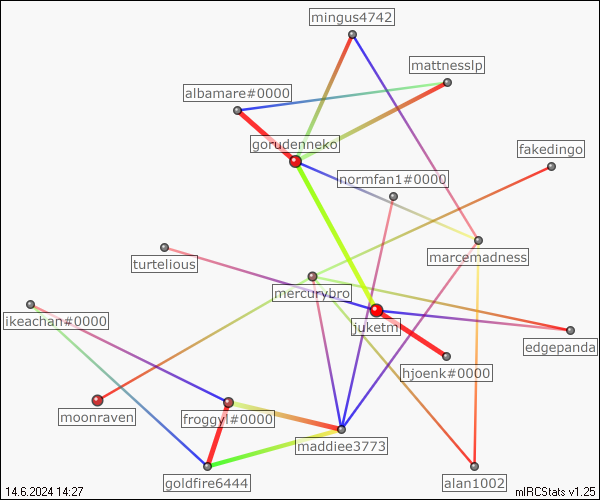 mingus4742
mattnesslp
albamare#0000
gorudenneko
fakedingo
normfan1#0000
marcemadness
turtelious
mercurybro
ikeachan#0000
juketm
edgepanda
hjoenk#0000
moonraven
froggyl#0000
maddiee3773
goldfire6444
alan1002
14.6.2024 14:27
mIRCStats v1.25